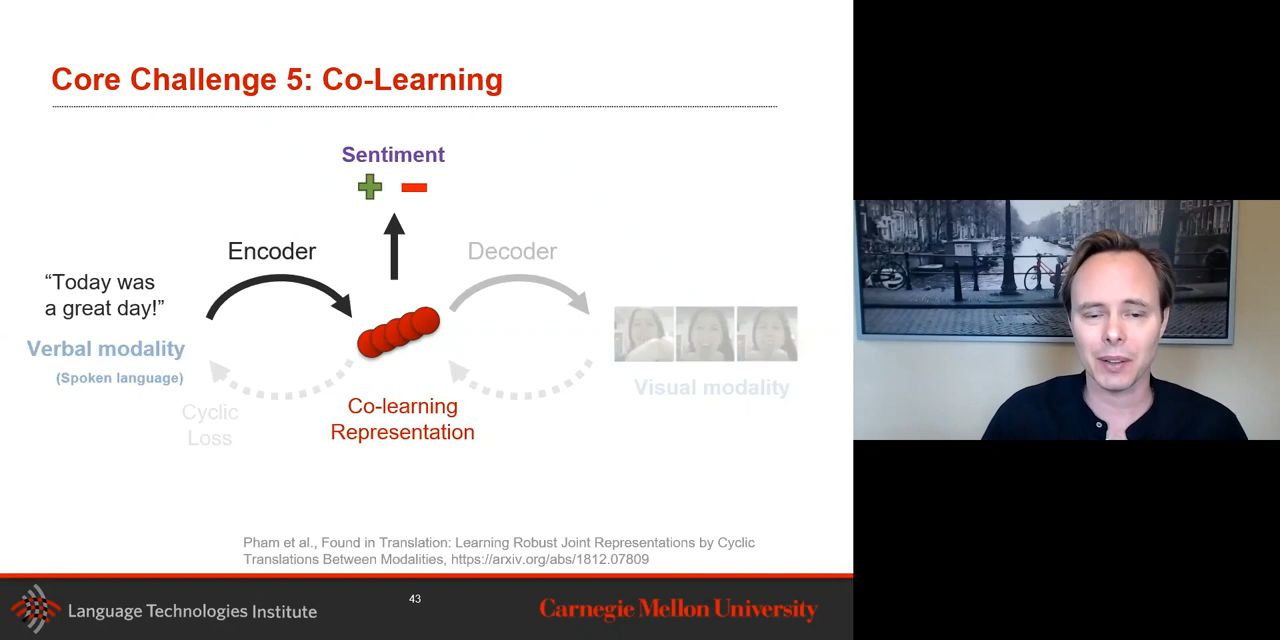 Core Challenge 5: Co-Learning
Sentiment
Encoder
Decoder
“Today was
a great day!”
Verbal modality
(Spoken language)
Cyclic
Loss
Co-learning
Representation
Visual modality
Pham et al., Found in Translation: Learning Robust Joint Representations by Cyclic
Translations Between Modalities, https://arxiv.org/abs/1812.07809
Language Technologies Institute
43
Carnegie Mellon University